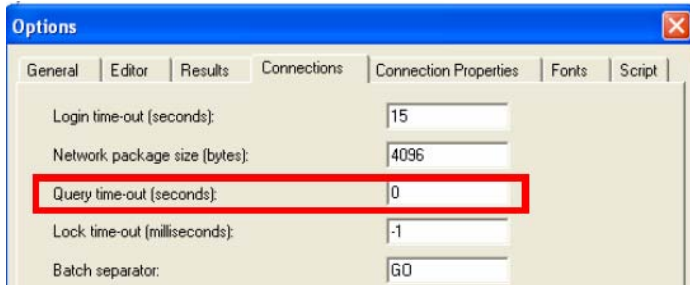 Options
General Editor Results Connections Connection Properties Fonts Script
Login time-out (seconds): 15
Network package size (bytes): 4096
Query time-out (seconds): 0
Lock time-out (milliseconds): -1
Batch separator: GO